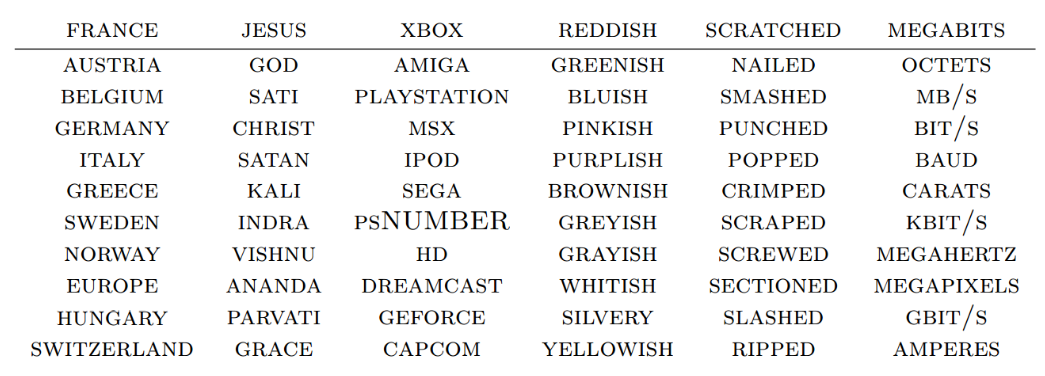 FRANCE JESUS XBOX REDDISH SCRATCHED MEGABITS
AUSTRIA GOD AMIGA GREENISH NAILED OCTETS
BELGIUM SATI PLAYSTATION BLUISH SMASHED MB/S
GERMANY CHRIST MSX PINKISH PUNCHED BIT/S
ITALY SATAN IPOD PURPLISH POPPED BAUD
GREECE KALI SEGA BROWNISH CRIMPED CARATS
SWEDEN INDRA PSNUMBER GREYISH SCRAPED KBIT/S
NORWAY VISHNU HD GRAYISH SCREWED MEGAHERTZ
EUROPE ANANDA DREAMCAST WHITISH SECTIONED MEGAPIXELS
HUNGARY PARVATI GEFORCE SILVERY SLASHED GBIT/S
SWITZERLAND GRACE CAPCOM YELLOWISH RIPPED AMPERES